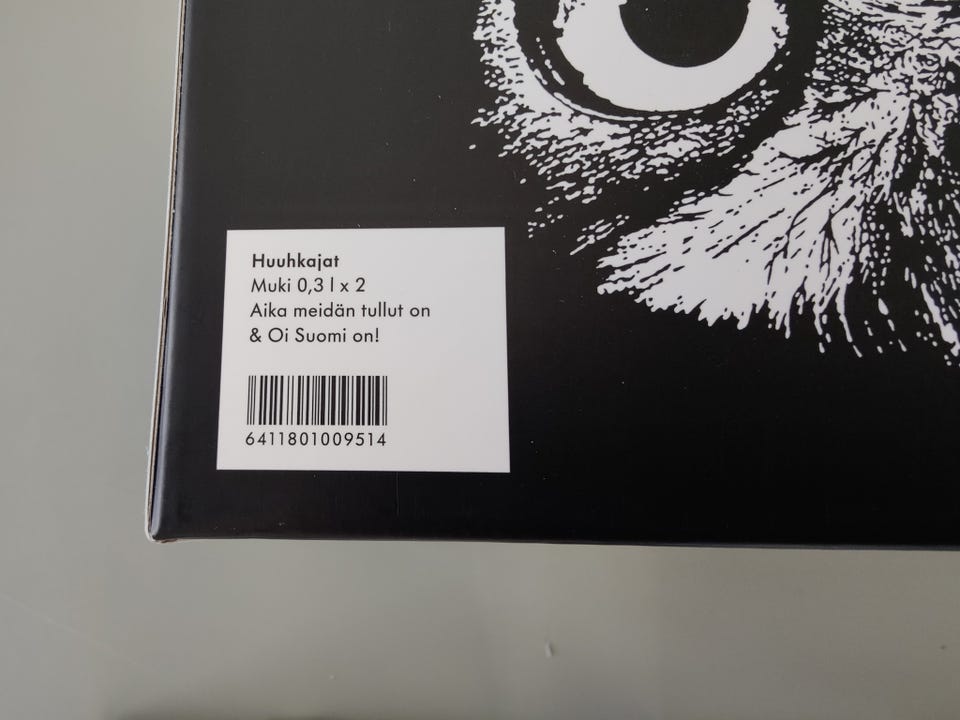 Huuhkajat
Muki 0,3 l x 2
Aika meidän tullut on
& Oi Suomi on!
6411801009514